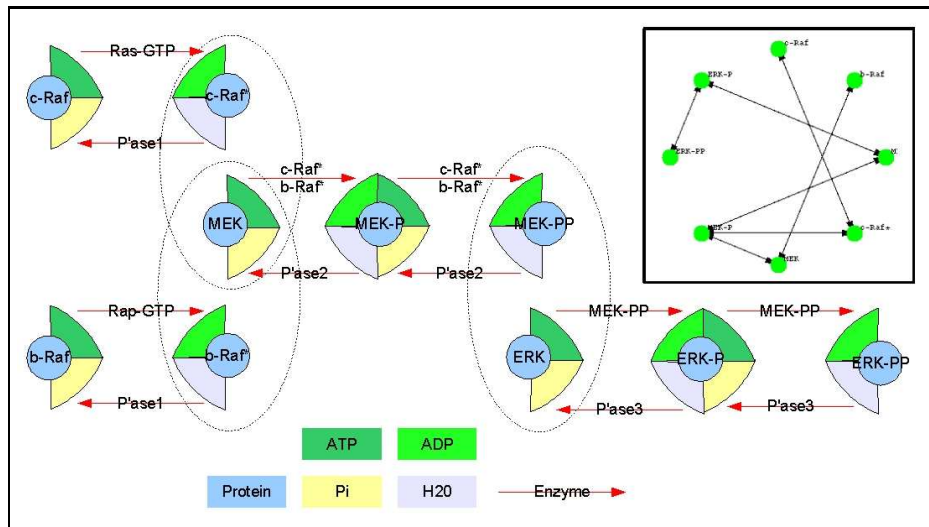 Ras-GTP
c-Raf
c-Raf*
P'ase1
c-Raf*
b-Raf*
c-Raf*
b-Raf*
MEK
MEK-P
MEK-PP
P'ase2
P'ase2
Rap-GTP
b-Raf
b-Raf*
P'ase1
MEK-PP
MEK-PP
ERK
ERK-P
ERK-PP
P'ase3
P'ase3
ATP
ADP
Protein
Pi
H20
Enzyme
c-Raf
ERK-P
b-Raf
ERK-PP
M
MEK-P
c-Raf*
MEK